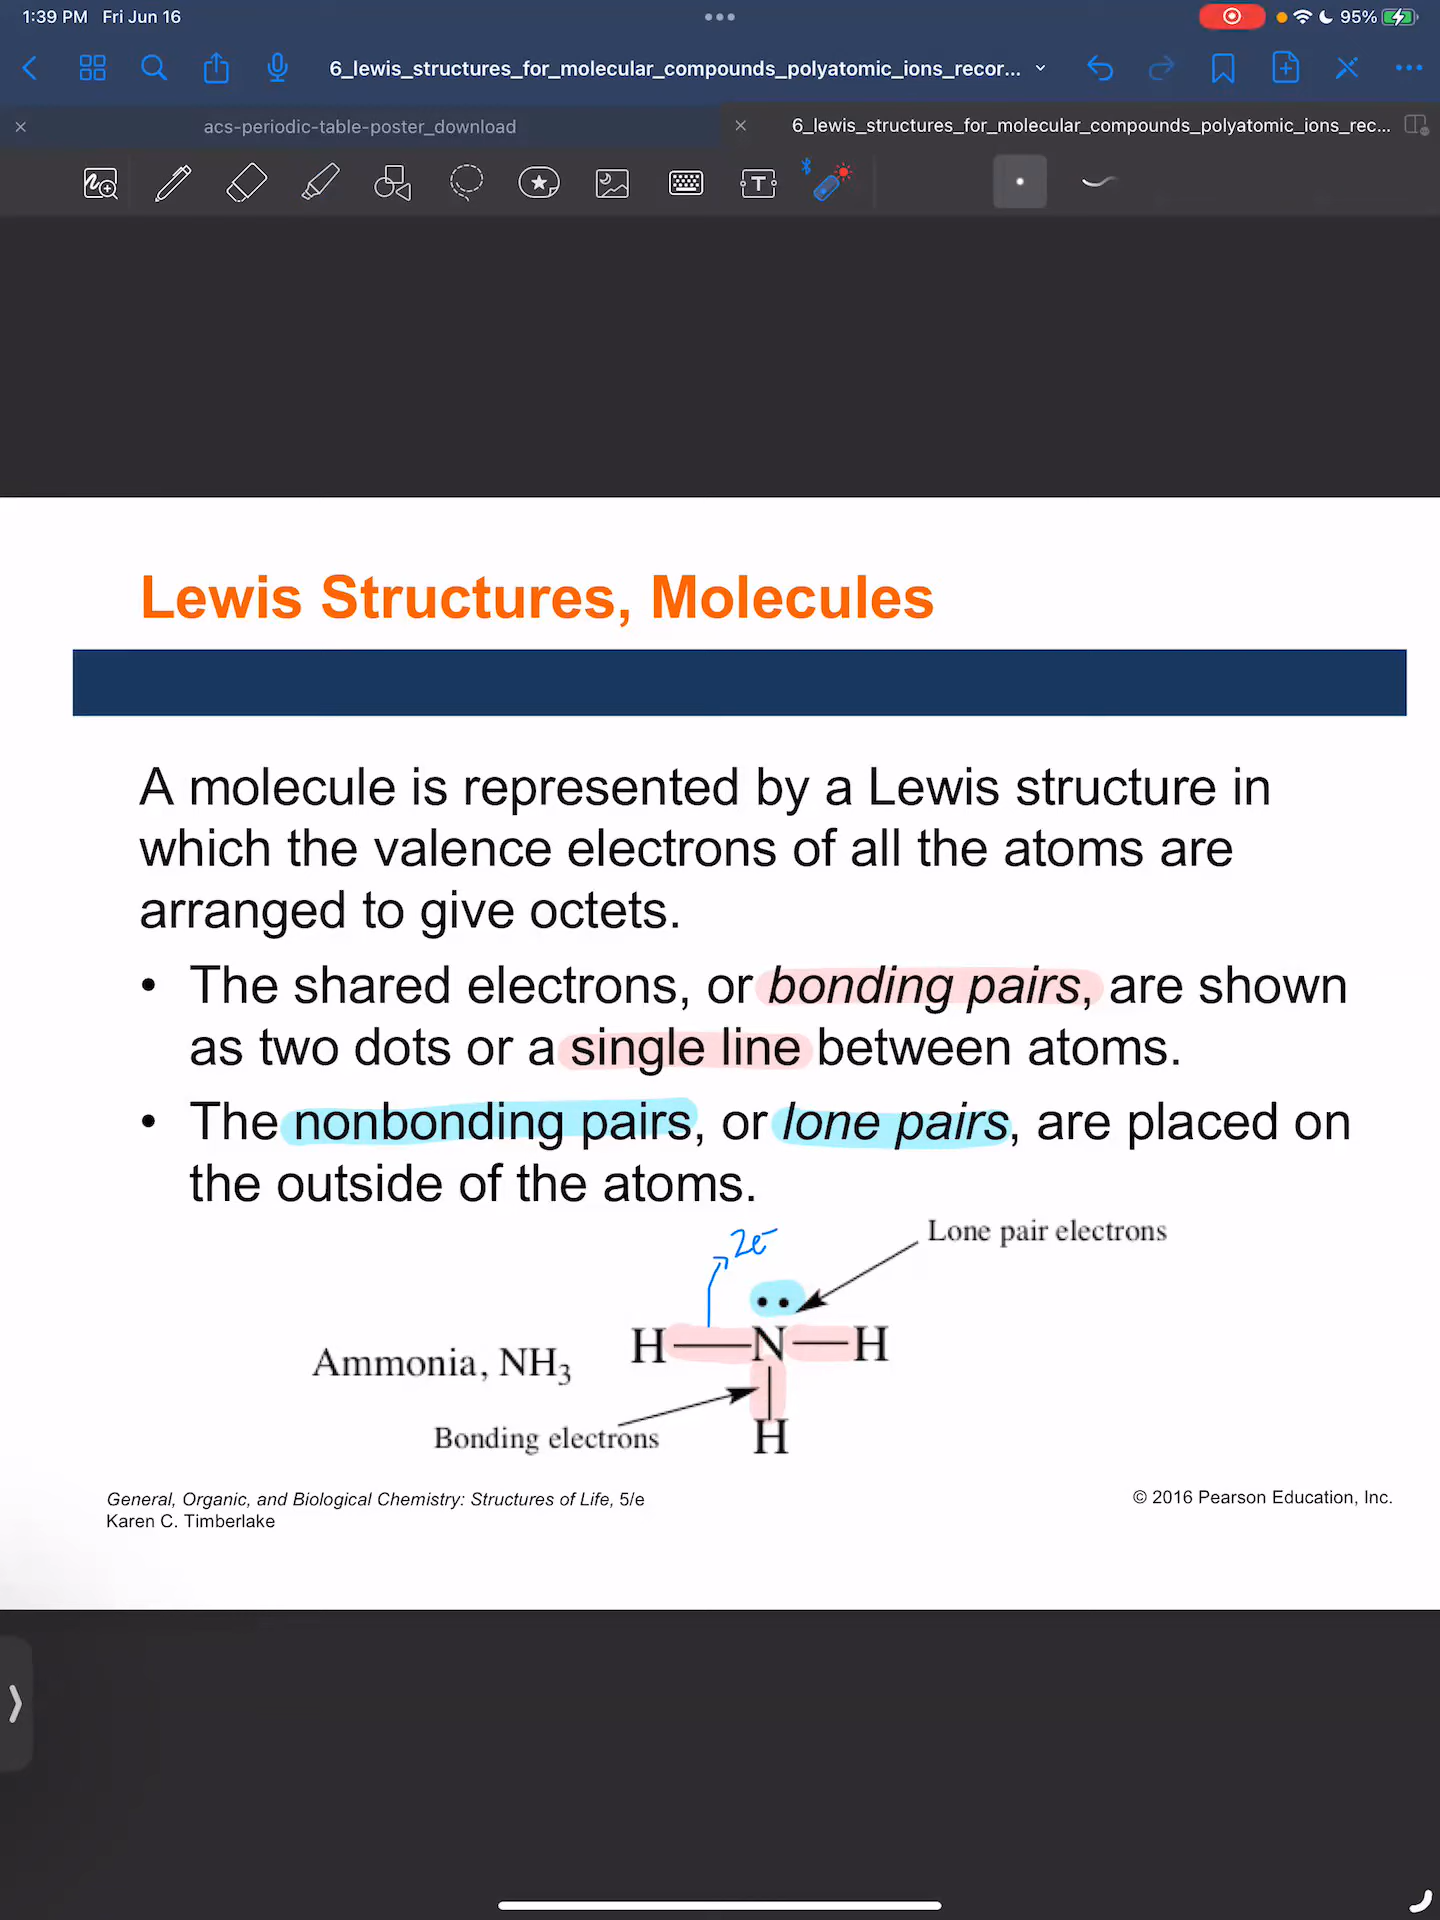 1:39 PM Fri Jun 16
95%
6_lewis_structures_for_molecular_compounds_polyatomic_ions_recor...
acs-periodic-table-poster_download
6_lewis_structures_for_molecular_compounds_polyatomic_ions_rec...
T
Lewis Structures, Molecules
A molecule is represented by a Lewis structure in
which the valence electrons of all the atoms are
arranged to give octets.
• The shared electrons, or bonding pairs, are shown
as two dots or a single line between atoms.
• The nonbonding pairs, or lone pairs, are placed on
the outside of the atoms.
2e⁻
Lone pair electrons
H—N—H
Ammonia, NH₃
Bonding electrons
H
General, Organic, and Biological Chemistry: Structures of Life, 5/e
Karen C. Timberlake
© 2016 Pearson Education, Inc.